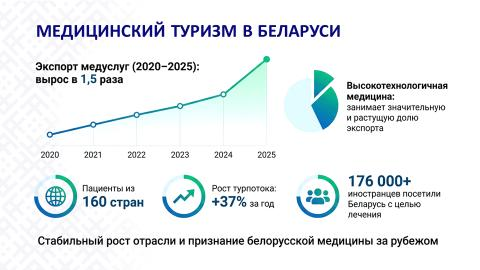 МЕДИЦИНСКИЙ ТУРИЗМ В БЕЛАРУСИ
Экспорт медуслуг (2020–2025):
вырос в 1,5 раза
2020 2021 2022 2023 2024 2025
Высокотехнологичная
медицина:
занимает значительную
и растущую долю
экспорта
Пациенты из
160 стран
Рост турпотока:
+37% за год
176 000+
иностранцев посетили
Беларусь с целью
лечения
Стабильный рост отрасли и признание белорусской медицины за рубежом